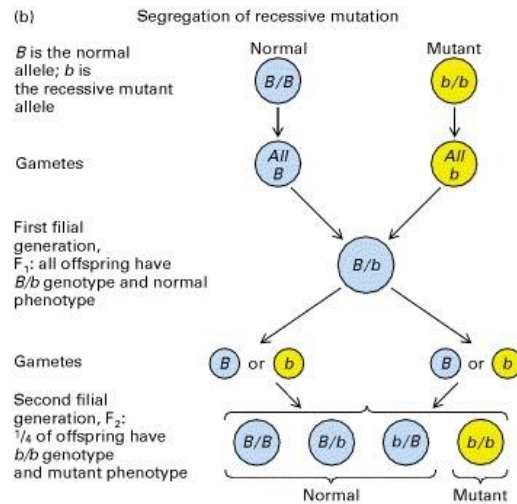 (b) Segregation of recessive mutation
Normal Mutant
B is the normal
allele; b is
the recessive mutant
allele
B/B b/b
Gametes
All
B
All
b
First filial
generation,
F₁: all offspring have
B/b genotype and normal
phenotype
B/b
Gametes
B or b B or b
Second filial
generation, F₂:
¹/₄ of offspring have
b/b genotype
and mutant phenotype
B/B B/b b/B b/b
Normal Mutant